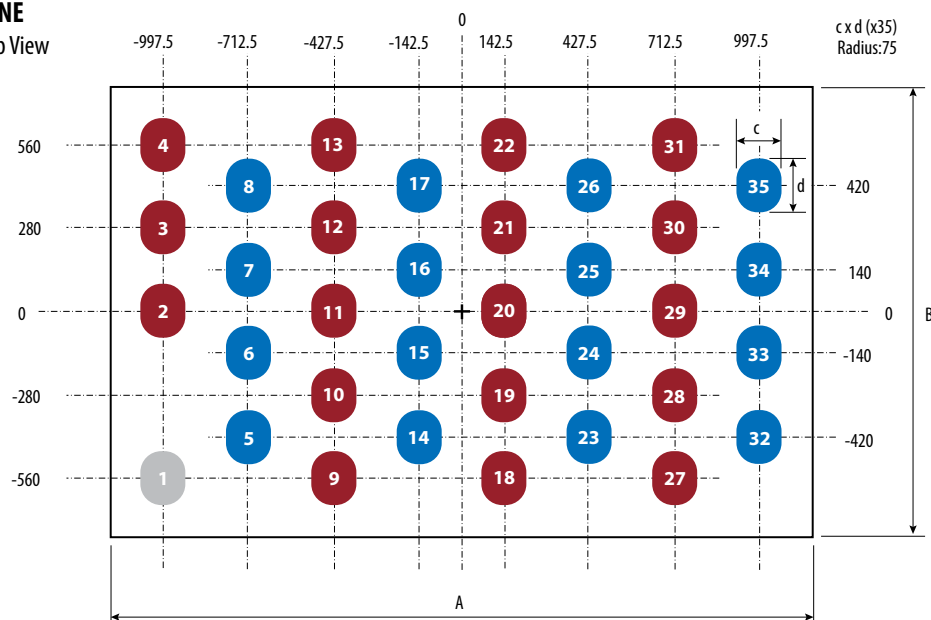 NE
0
View
-997.5 -712.5 -427.5 -142.5 142.5 427.5 712.5 997.5
c x d (x35)
Radius:75
560 4 13 22 31
c
8 17 26 35 d 420
280 3 12 21 30
7 16 25 34 140
0 2 11 20 29 0 B
6 15 24 33 -140
-280 10 19 28
5 14 23 32 -420
-560 1 9 18 27
A